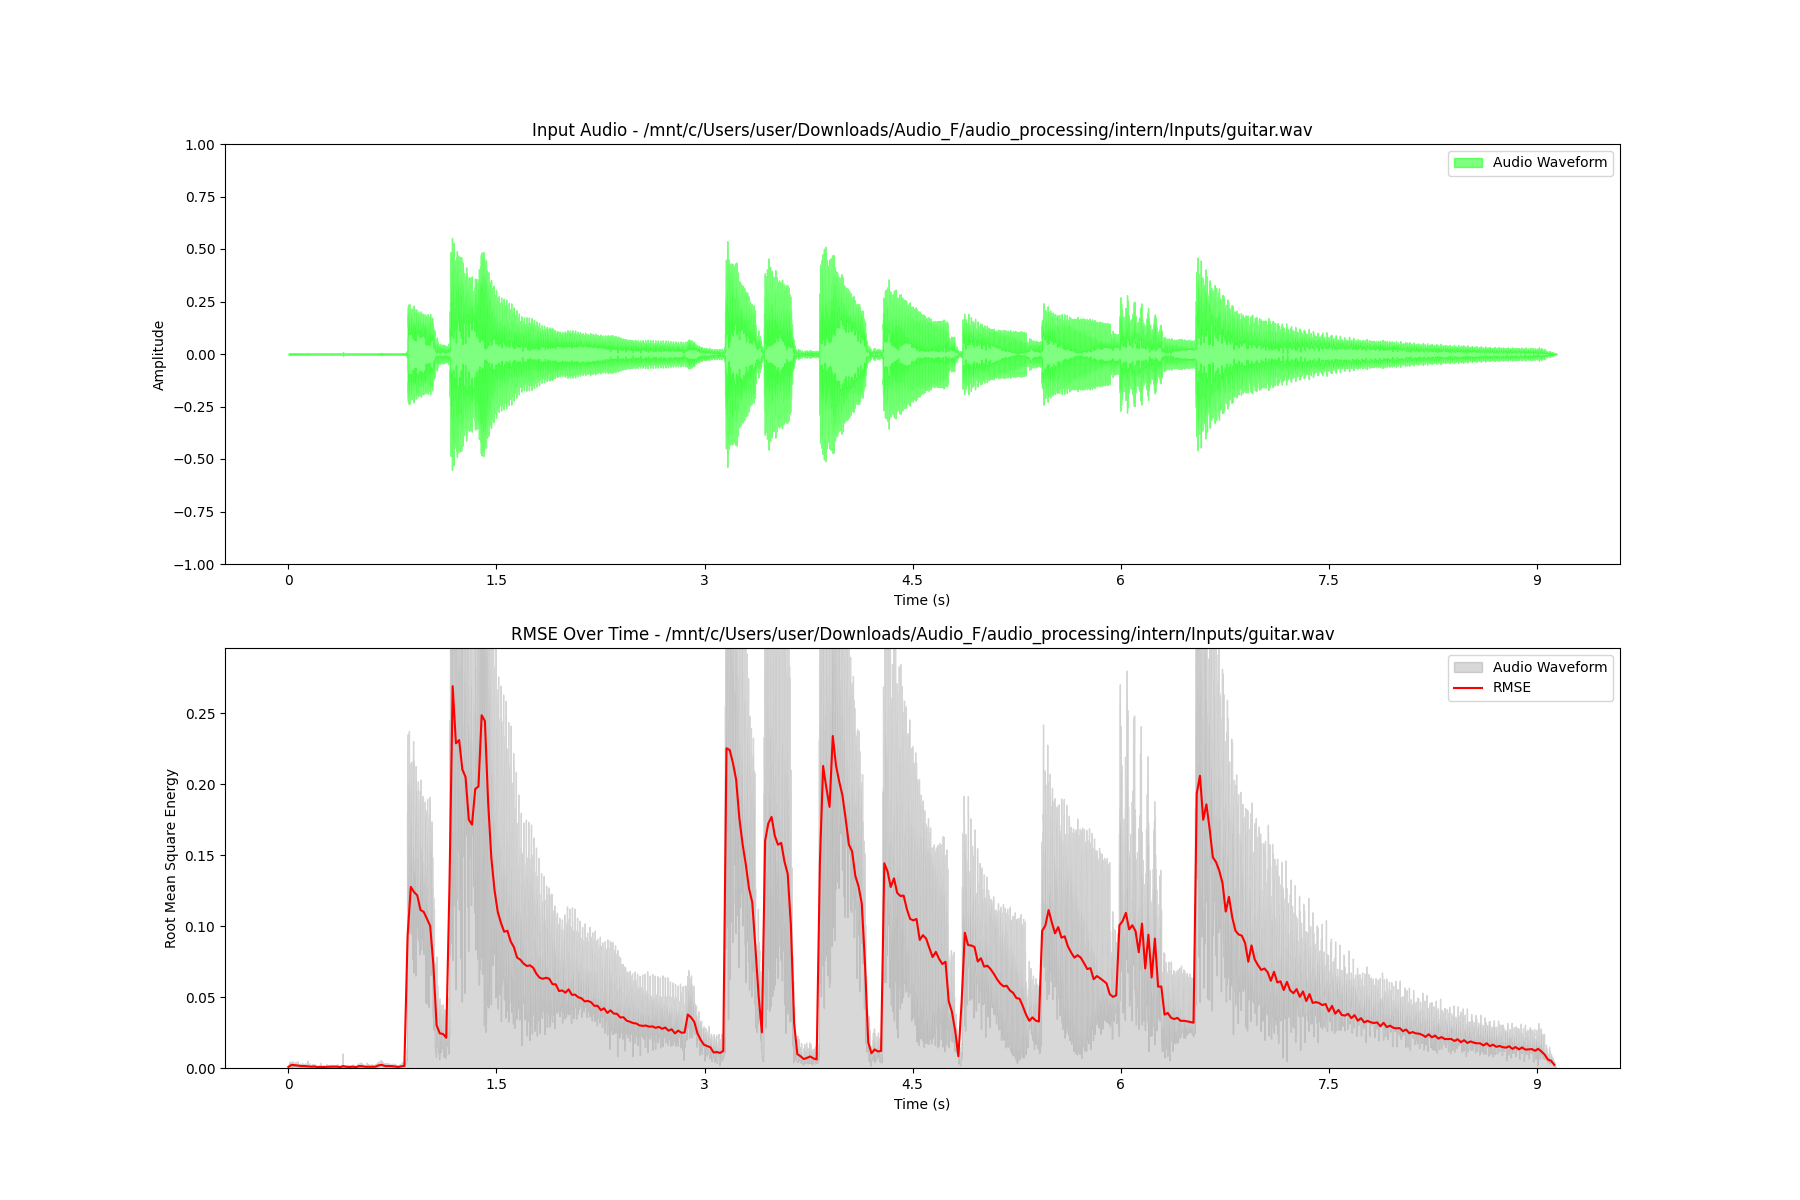 Input Audio - /mnt/c/Users/user/Downloads/Audio_F/audio_processing/intern/Inputs/guitar.wav
1.00
0.75
0.50
0.25
0.00
−0.25
−0.50
−0.75
−1.00
Amplitude
Audio Waveform
0 1.5 3 4.5 6 7.5 9
Time (s)
RMSE Over Time - /mnt/c/Users/user/Downloads/Audio_F/audio_processing/intern/Inputs/guitar.wav
0.25
0.20
0.15
0.10
0.05
0.00
Root Mean Square Energy
Audio Waveform
RMSE
0 1.5 3 4.5 6 7.5 9
Time (s)